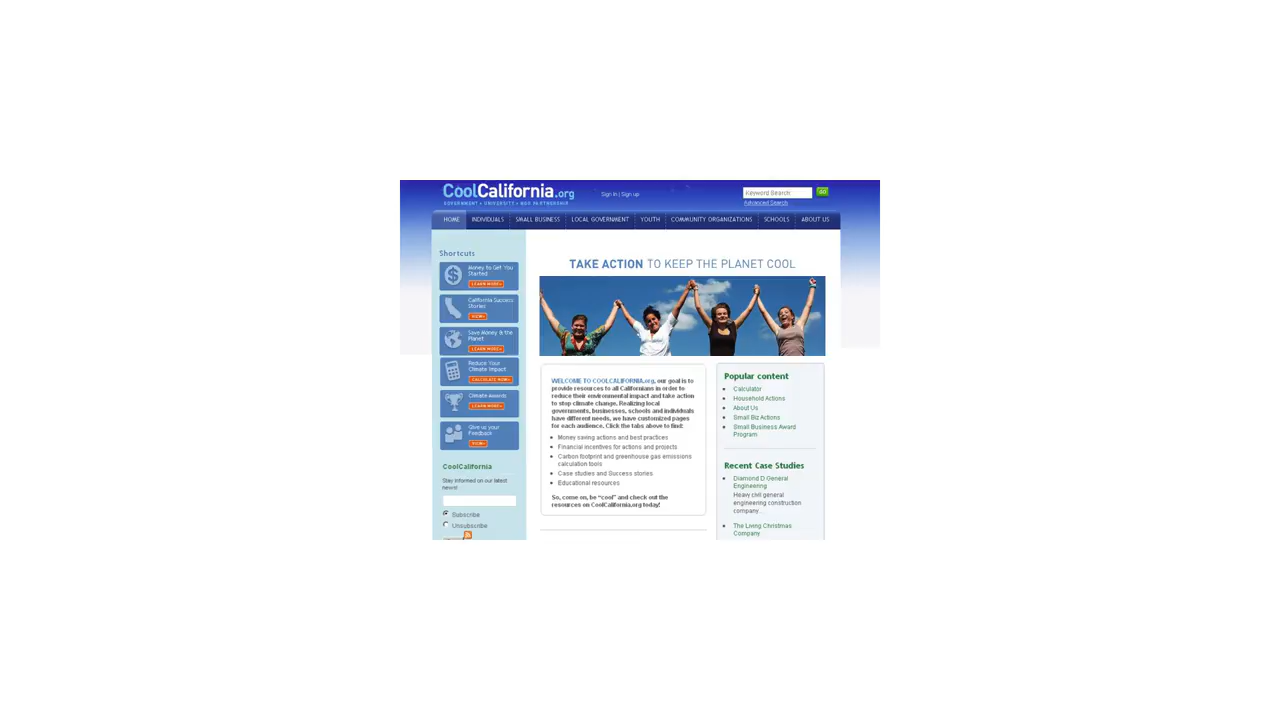 CoolCalifornia.org
GOVERNMENT • UNIVERSITY • NGO PARTNERSHIP
Sign In | Sign up
Keyword Search:
GO
Advanced Search
HOME
INDIVIDUALS
SMALL BUSINESS
LOCAL GOVERNMENT
YOUTH
COMMUNITY ORGANIZATIONS
SCHOOLS
ABOUT US
Shortcuts
Money to Get You
Started
LEARN MORE»
California Success
Stories
VIEW»
Save Money & the
Planet
LEARN MORE»
Reduce Your
Climate Impact
CALCULATE NOW»
Climate Awards
LEARN MORE»
Give us your
Feedback
VIEW»
CoolCalifornia
Stay informed on our latest
news!
Subscribe
Unsubscribe
TAKE ACTION TO KEEP THE PLANET COOL
WELCOME TO COOLCALIFORNIA.org, our goal is to
provide resources to all Californians in order to
reduce their environmental impact and take action
to stop climate change. Realizing local
governments, businesses, schools and individuals
have different needs, we have customized pages
for each audience. Click the tabs above to find:
• Money saving actions and best practices
• Financial incentives for actions and projects
• Carbon footprint and greenhouse gas emissions
calculation tools
• Case studies and Success stories
• Educational resources
So, come on, be “cool” and check out the
resources on CoolCalifornia.org today!
Popular content
• Calculator
• Household Actions
• About Us
• Small Biz Actions
• Small Business Award
Program
Recent Case Studies
• Diamond D General
Engineering
Heavy civil general
engineering construction
company...
• The Living Christmas
Company